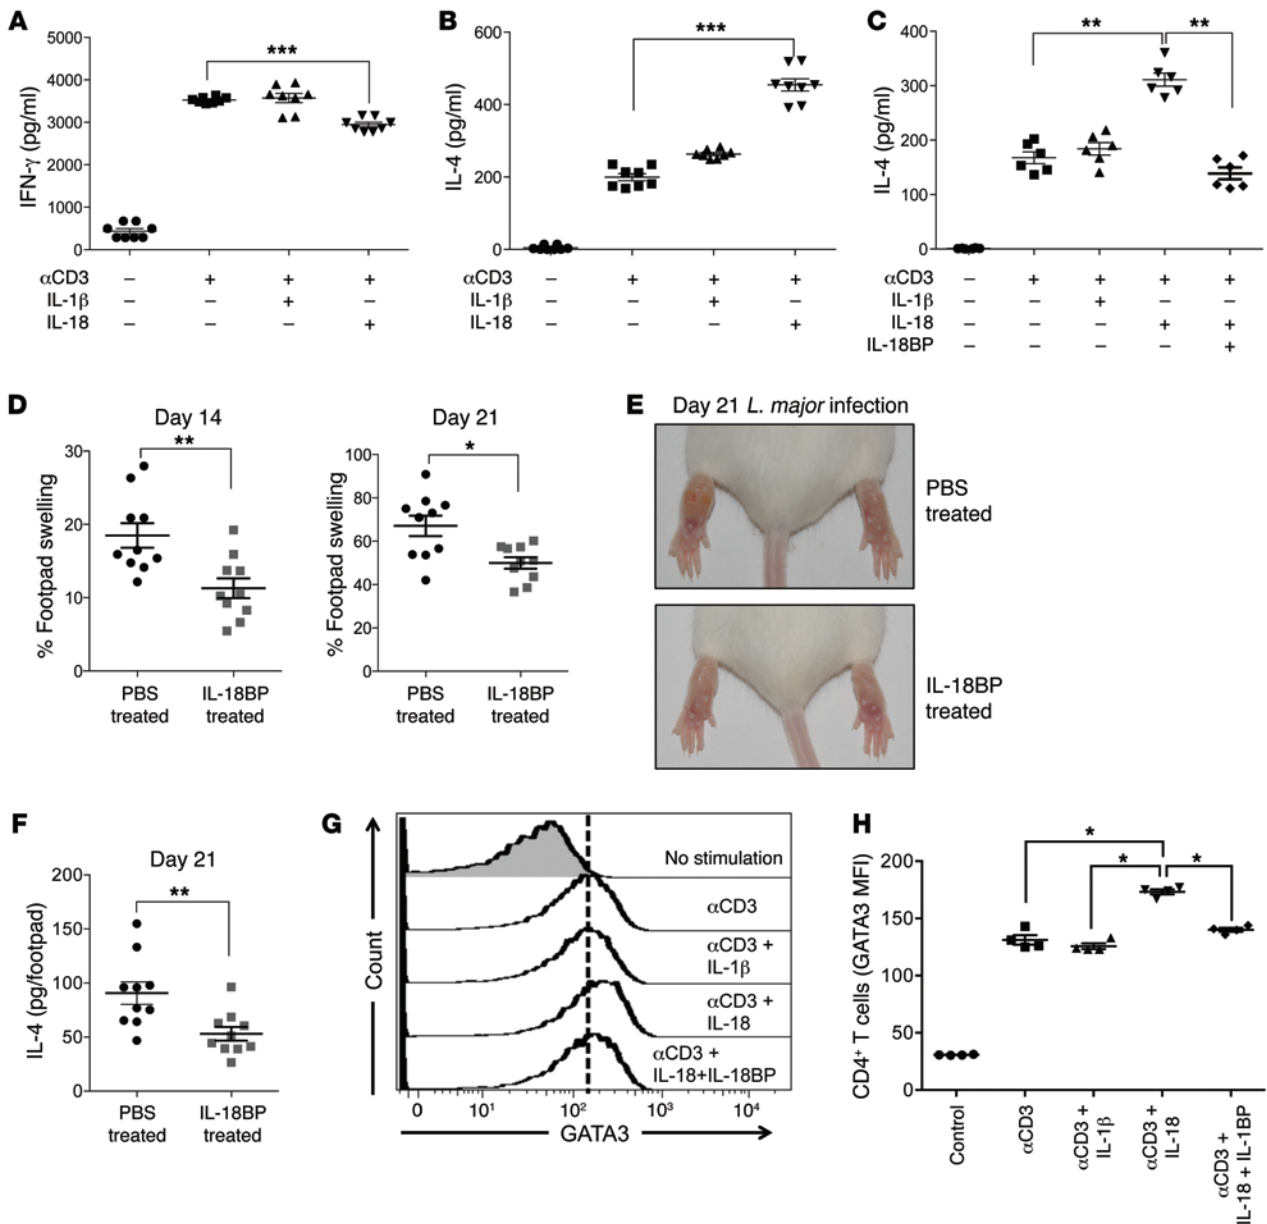 A
IFN-γ (pg/ml)
5000
4000
3000
2000
1000
0
***
αCD3 – + + +
IL-1β – – + –
IL-18 – – – +
B
IL-4 (pg/ml)
600
400
200
0
***
αCD3 – + + +
IL-1β – – + –
IL-18 – – – +
C
IL-4 (pg/ml)
400
300
200
100
0
** **
αCD3 – + + + +
IL-1β – – + – –
IL-18 – – – + +
IL-18BP – – – – +
D
Day 14
% Footpad swelling
30
20
10
0
**
PBS treated
IL-18BP treated
Day 21
% Footpad swelling
100
80
60
40
20
0
*
PBS treated
IL-18BP treated
E
Day 21 L. major infection
PBS
treated
IL-18BP
treated
F
Day 21
IL-4 (pg/footpad)
200
150
100
50
0
**
PBS treated
IL-18BP treated
G
Count
No stimulation
αCD3
αCD3 +
IL-1β
αCD3 +
IL-18
αCD3 +
IL-18+IL-18BP
0 10¹ 10² 10³ 10⁴
GATA3
H
CD4⁺ T cells (GATA3 MFI)
200
150
100
50
0
*
* *
Control
αCD3
αCD3 +
IL-1β
αCD3 +
IL-18
αCD3 +
IL-18 + IL-1BP